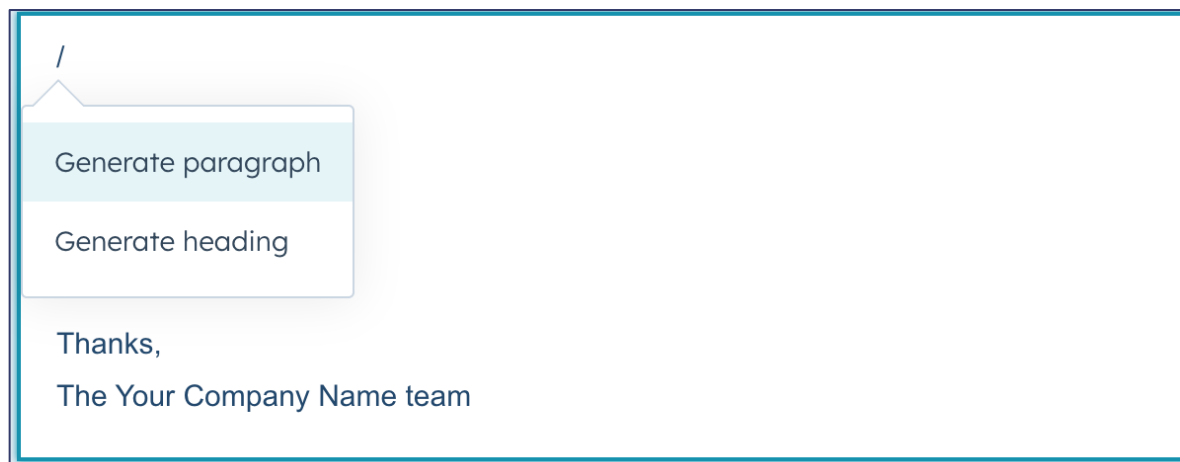 /
Generate paragraph
Generate heading
Thanks,
The Your Company Name team